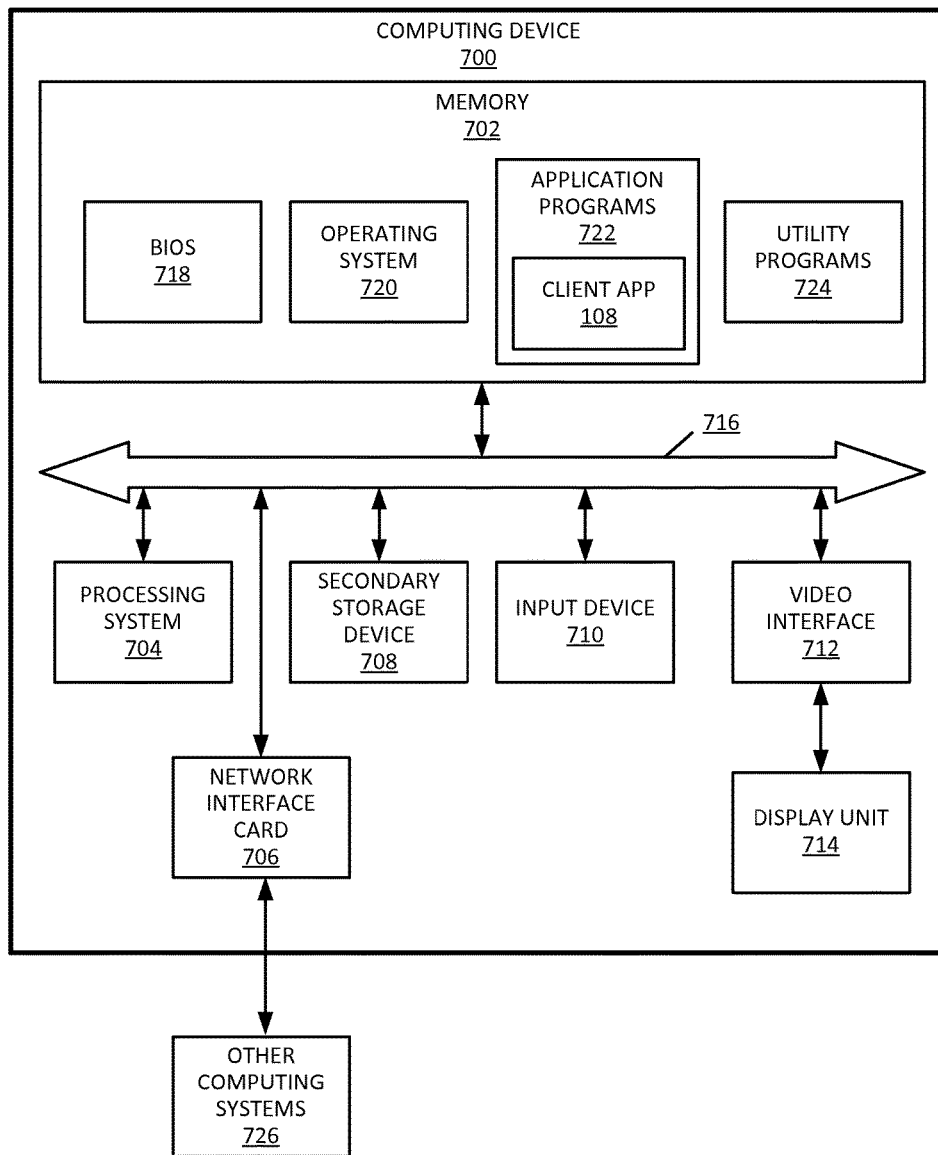 COMPUTING DEVICE
700
MEMORY
702
BIOS
718
OPERATING
SYSTEM
720
APPLICATION
PROGRAMS
722
CLIENT APP
108
UTILITY
PROGRAMS
724
716
PROCESSING
SYSTEM
704
SECONDARY
STORAGE
DEVICE
708
INPUT DEVICE
710
VIDEO
INTERFACE
712
NETWORK
INTERFACE
CARD
706
DISPLAY UNIT
714
OTHER
COMPUTING
SYSTEMS
726